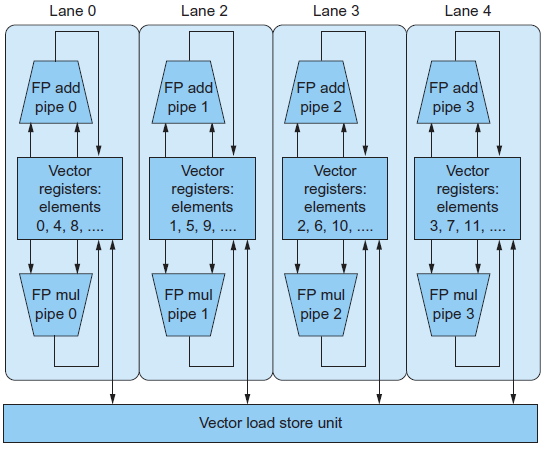 Lane 0
Lane 2
Lane 3
Lane 4
FP add
pipe 0
FP add
pipe 1
FP add
pipe 2
FP add
pipe 3
Vector
registers:
elements
0, 4, 8, ....
Vector
registers:
elements
1, 5, 9, ....
Vector
registers:
elements
2, 6, 10, ....
Vector
registers:
elements
3, 7, 11, ....
FP mul
pipe 0
FP mul
pipe 1
FP mul
pipe 2
FP mul
pipe 3
Vector load store unit